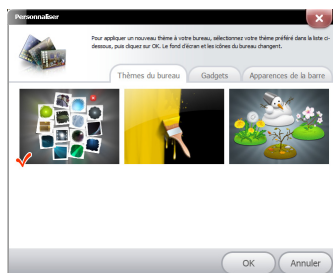 Personnaliser
Pour appliquer un nouveau thème à votre bureau, sélectionnez votre thème préféré dans la liste ci-
dessous, puis cliquez sur OK. Le fond d'écran et les icônes du bureau changent.
Thèmes du bureau
Gadgets
Apparences de la barre
OK
Annuler